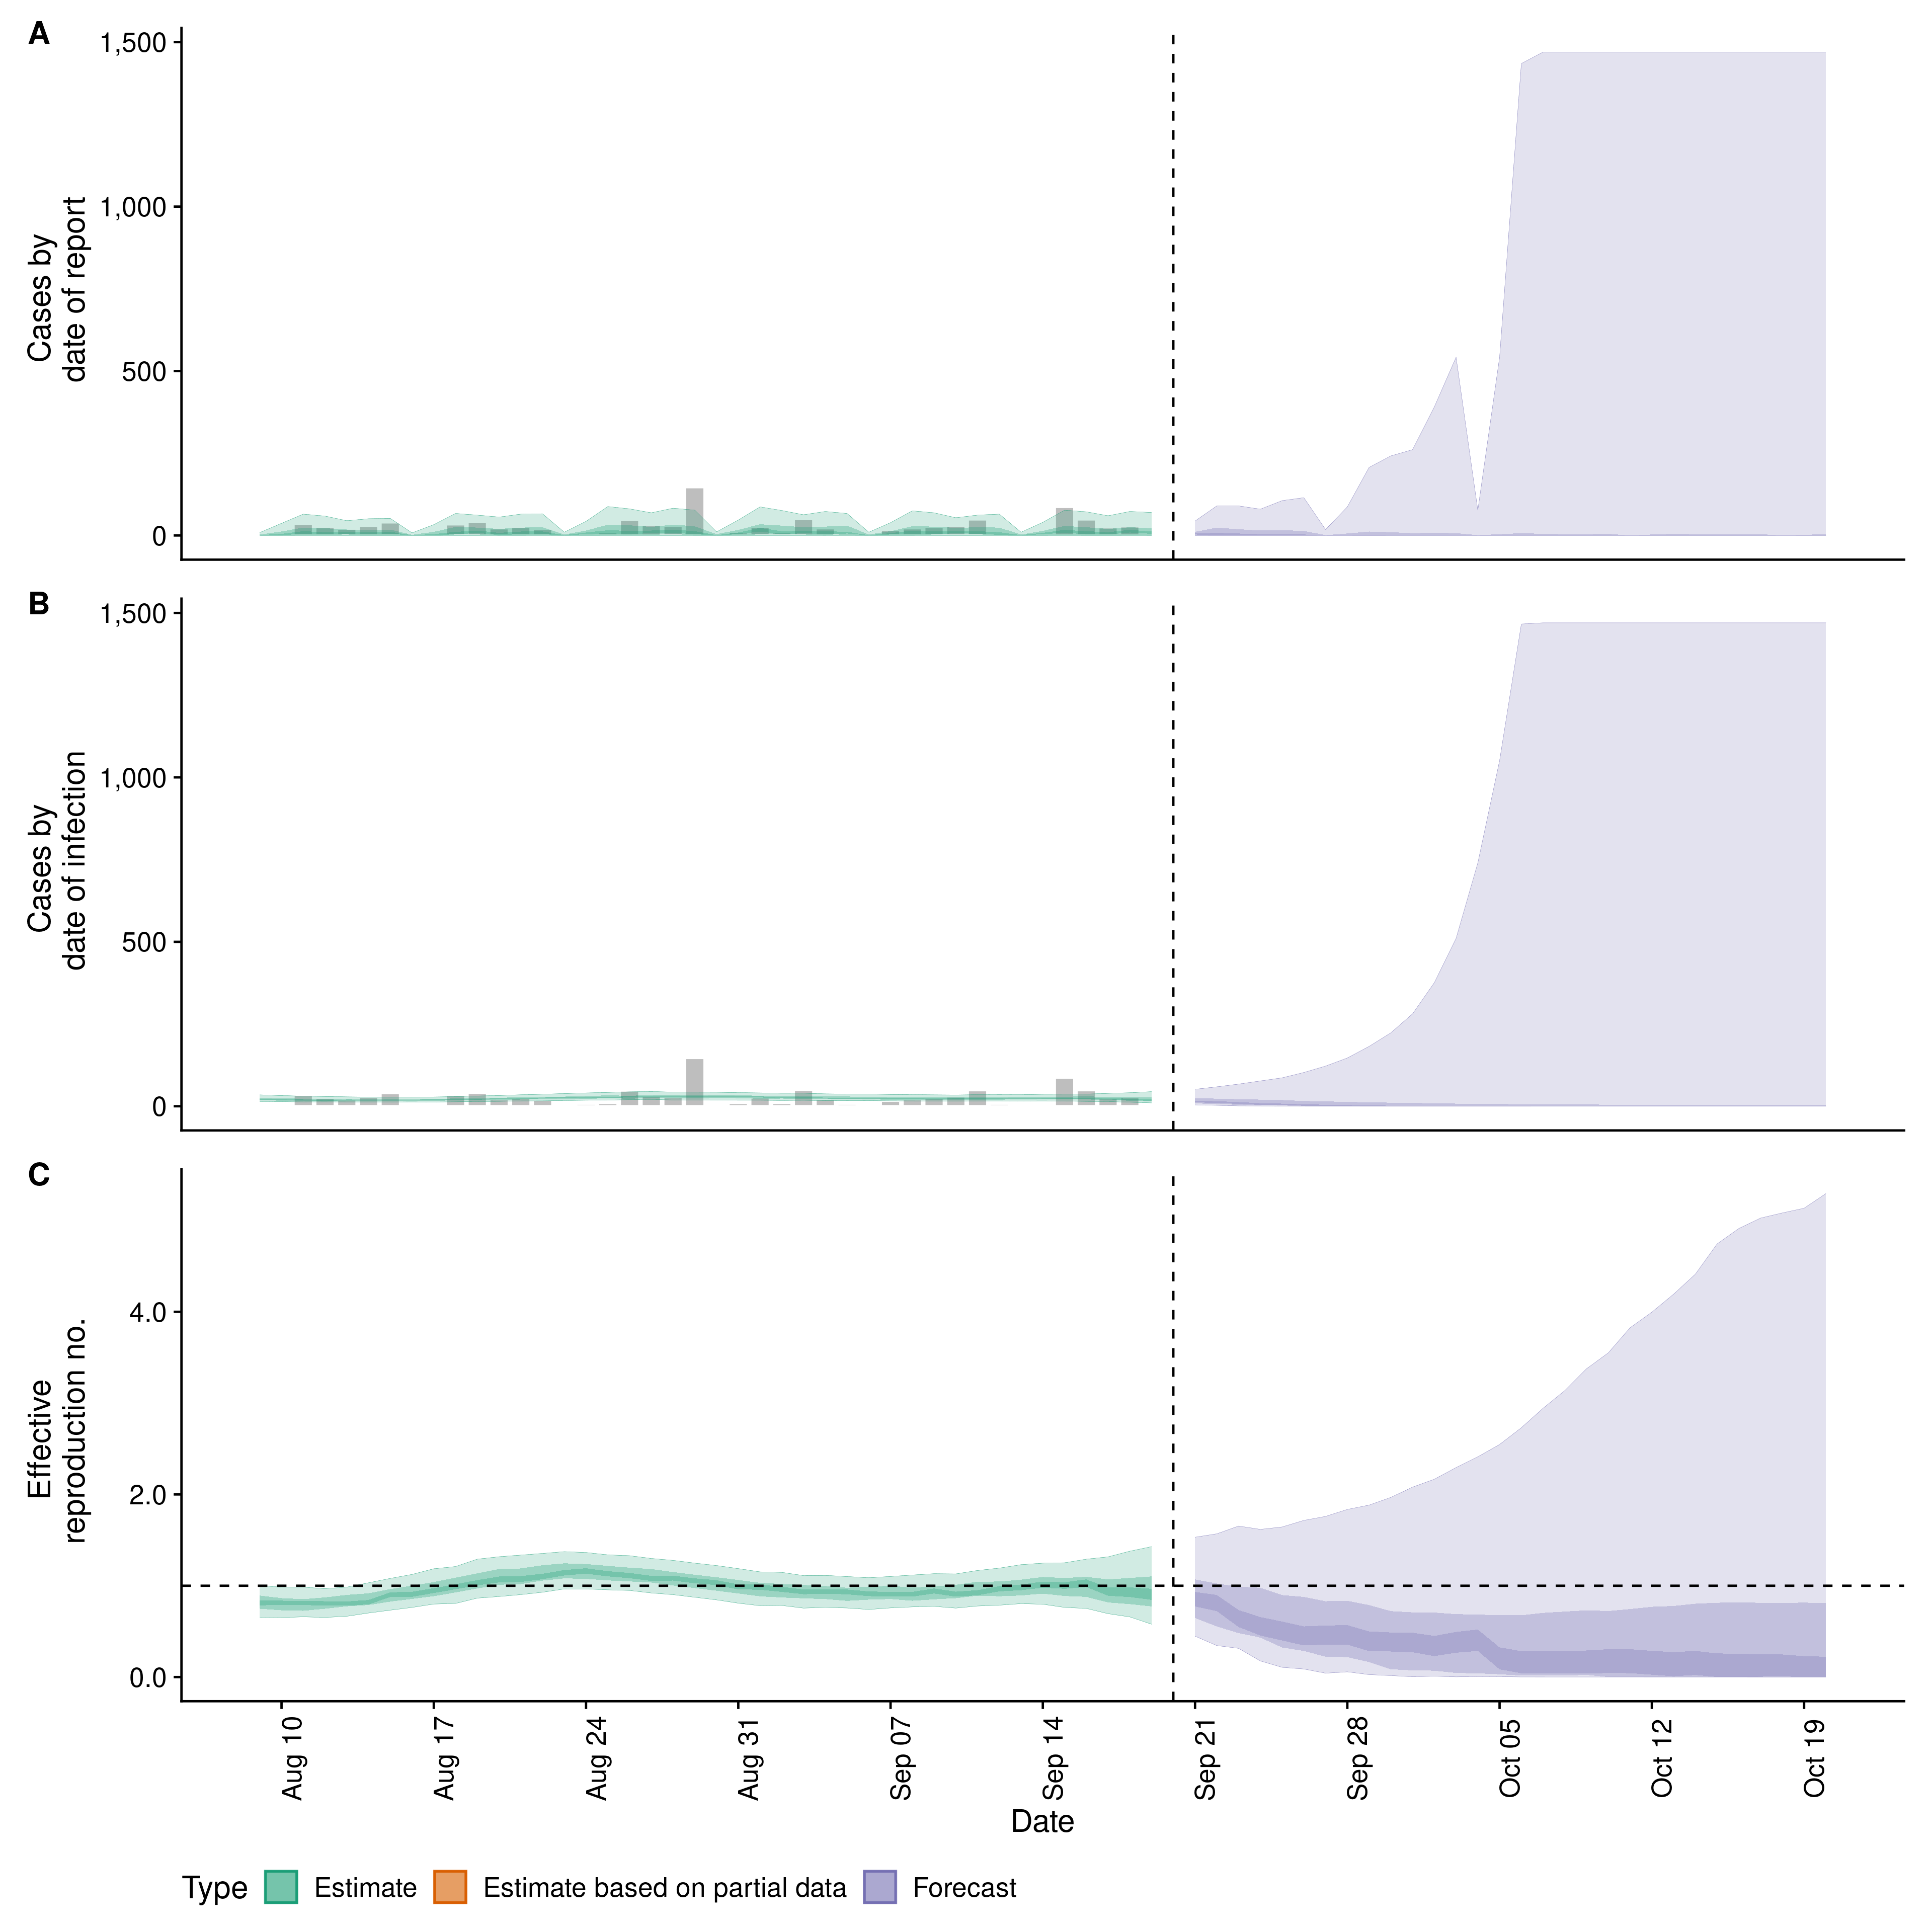 A
1,500
1,000
500
0
Cases by
date of report
B
1,500
1,000
500
0
Cases by
date of infection
C
4.0
2.0
0.0
Effective
reproduction no.
Aug 10
Aug 17
Aug 24
Aug 31
Sep 07
Sep 14
Sep 21
Sep 28
Oct 05
Oct 12
Oct 19
Date
Type Estimate Estimate based on partial data Forecast